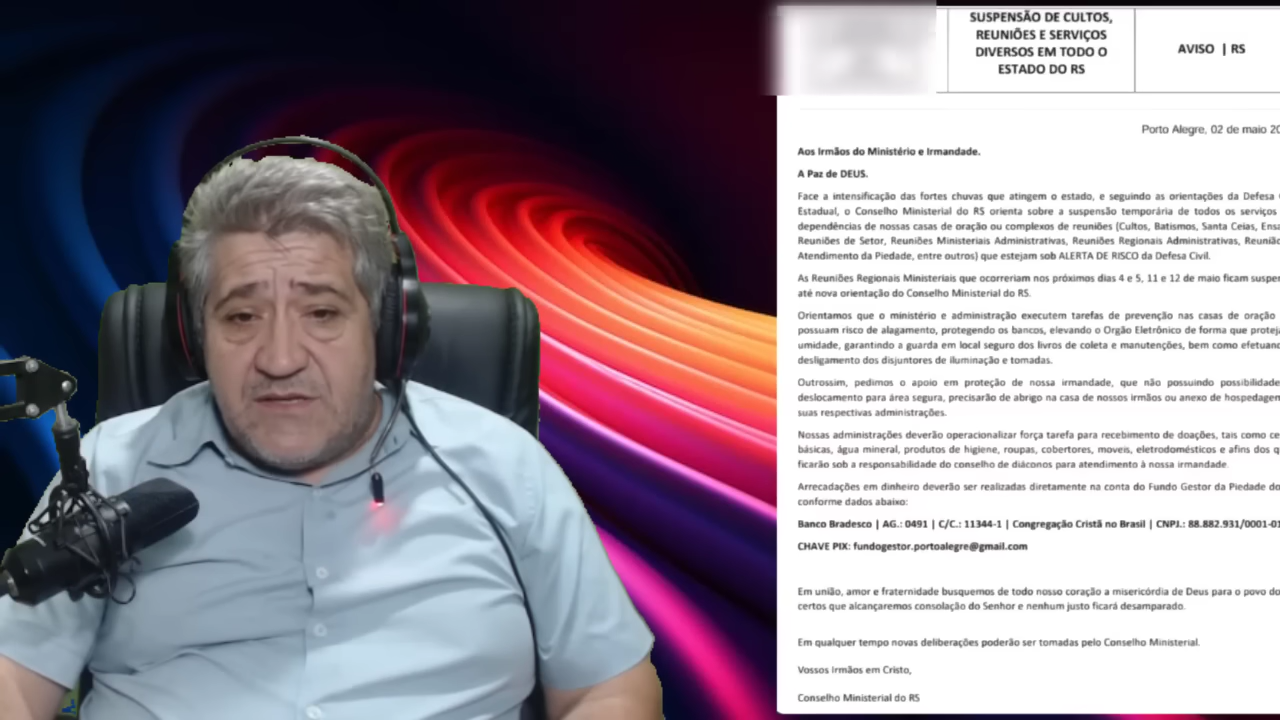 SUSPENSÃO DE CULTOS,
REUNIÕES E SERVIÇOS
DIVERSOS EM TODO O
ESTADO DO RS
AVISO | RS
Porto Alegre, 02 de maio 20
Aos Irmãos do Ministério e Irmandade.
A Paz de DEUS.
Face a intensificação das fortes chuvas que atingem o estado, e seguindo as orientações da Defesa
Estadual, o Conselho Ministerial do RS orienta sobre a suspensão temporária de todos os serviços
dependências de nossas casas de oração ou complexos de reuniões (Cultos, Batismos, Santa Ceias, Ensa
Reuniões de Setor, Reuniões Ministeriais Administrativas, Reuniões Regionais Administrativas, Reuniã
Atendimento da Piedade, entre outros) que estejam sob ALERTA DE RISCO da Defesa Civil.
As Reuniões Regionais Ministeriais que ocorreriam nos próximos dias 4 e 5, 11 e 12 de maio ficam suspen
até nova orientação do Conselho Ministerial do RS.
Orientamos que o ministério e administração executem tarefas de prevenção nas casas de oração
possuam risco de alagamento, protegendo os bancos, elevando o Orgão Eletrônico de forma que protej
umidade, garantindo a guarda em local seguro dos livros de coleta e manutenções, bem como efetuand
desligamento dos disjuntores de iluminação e tomadas.
Outrossim, pedimos o apoio em proteção de nossa irmandade, que não possuindo possibilidade
deslocamento para área segura, precisarão de abrigo na casa de nossos irmãos ou anexo de hospedagem
suas respectivas administrações.
Nossas administrações deverão operacionalizar força tarefa para recebimento de doações, tais como ce
básicas, água mineral, produtos de higiene, roupas, cobertores, moveis, eletrodomésticos e afins dos q
ficarão sob a responsabilidade do conselho de diáconos para atendimento à nossa irmandade.
Arrecadações em dinheiro deverão ser realizadas diretamente na conta do Fundo Gestor da Piedade do
conforme dados abaixo:
Banco Bradesco | AG.: 0491 | C/C.: 11344-1 | Congregação Cristã no Brasil | CNPJ.: 88.882.931/0001-01
CHAVE PIX: fundogestor.portoalegre@gmail.com
Em união, amor e fraternidade busquemos de todo nosso coração a misericórdia de Deus para o povo do
certos que alcançaremos consolação do Senhor e nenhum justo ficará desamparado.
Em qualquer tempo novas deliberações poderão ser tomadas pelo Conselho Ministerial.
Vossos Irmãos em Cristo,
Conselho Ministerial do RS